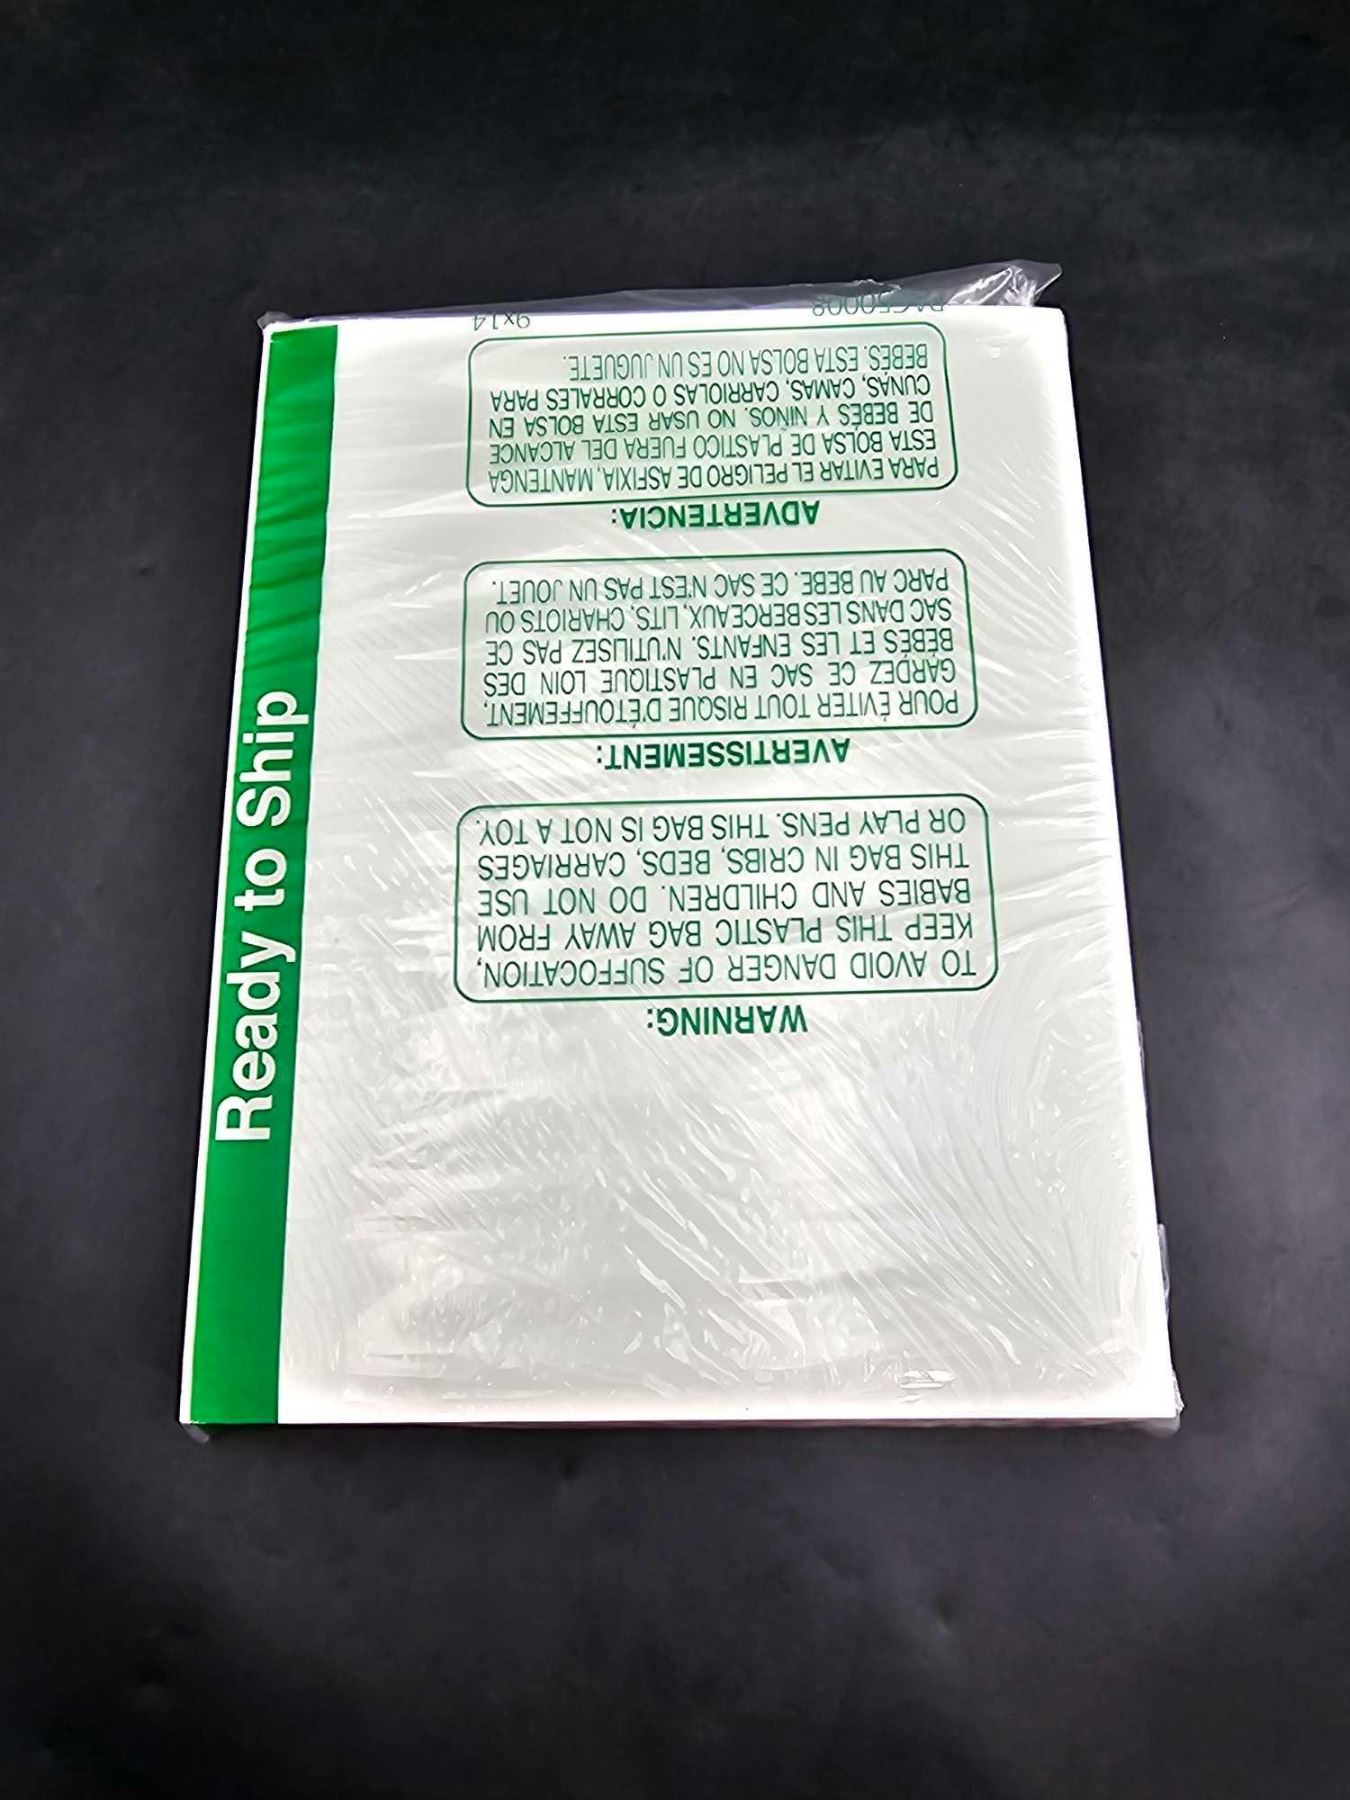 Ready to Ship
WARNING:
TO AVOID DANGER OF SUFFOCATION,
KEEP THIS PLASTIC BAG AWAY FROM
BABIES AND CHILDREN. DO NOT USE
THIS BAG IN CRIBS, BEDS, CARRIAGES
OR PLAY PENS. THIS BAG IS NOT A TOY.
AVERTISSEMENT:
POUR ÉVITER TOUT RISQUE D'ÉTOUFFEMENT,
GARDEZ CE SAC EN PLASTIQUE LOIN DES
BÉBÉS ET LES ENFANTS. N'UTILISEZ PAS CE
SAC DANS LES BERCEAUX, LITS, CHARIOTS OU
PARC AU BEBE. CE SAC N'EST PAS UN JOUET.
ADVERTENCIA:
PARA EVITAR EL PELIGRO DE ASFIXIA, MANTENGA
ESTA BOLSA DE PLASTICO FUERA DEL ALCANCE
DE BEBÉS Y NIÑOS. NO USAR ESTA BOLSA EN
CUNAS, CAMAS, CARRIOLAS O CORRALES PARA
BEBÉS. ESTA BOLSA NO ES UN JUGUETE.
9x14